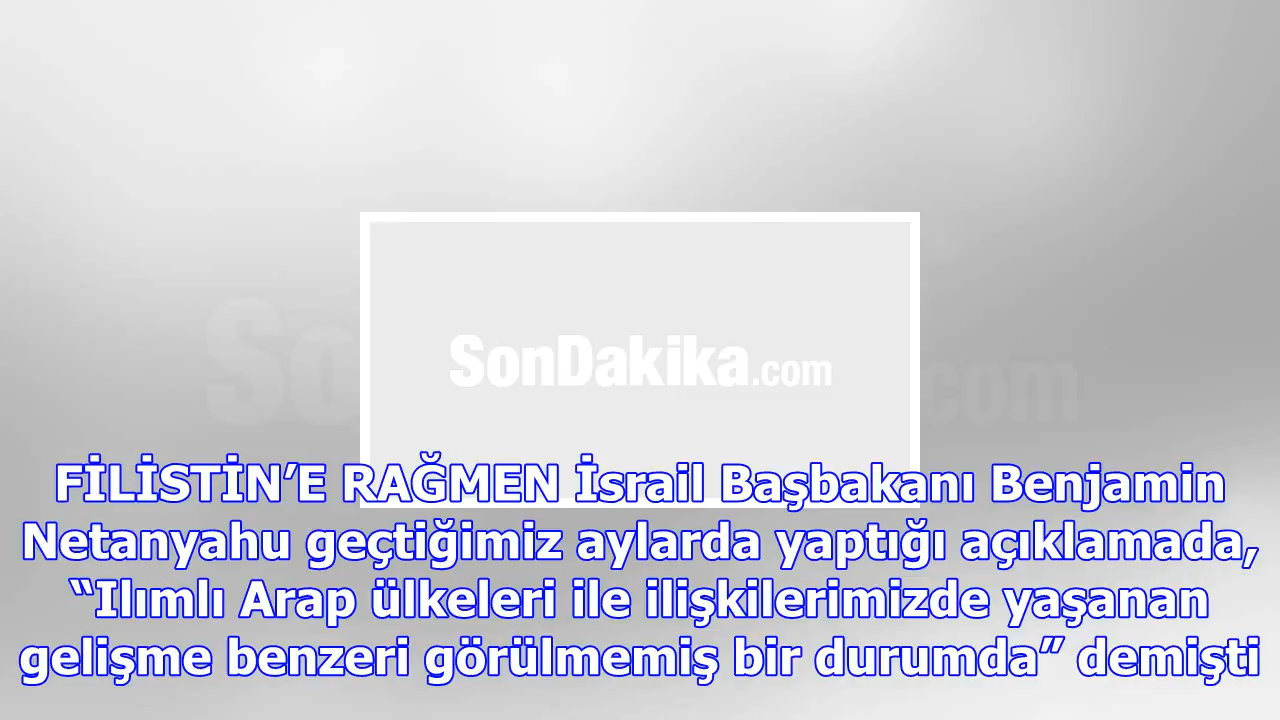 SonDakika.com
FİLİSTİN’E RAĞMEN İsrail Başbakanı Benjamin
Netanyahu geçtiğimiz aylarda yaptığı açıklamada,
“Ilımlı Arap ülkeleri ile ilişkilerimizde yaşanan
gelişme benzeri görülmemiş bir durumda” demişti